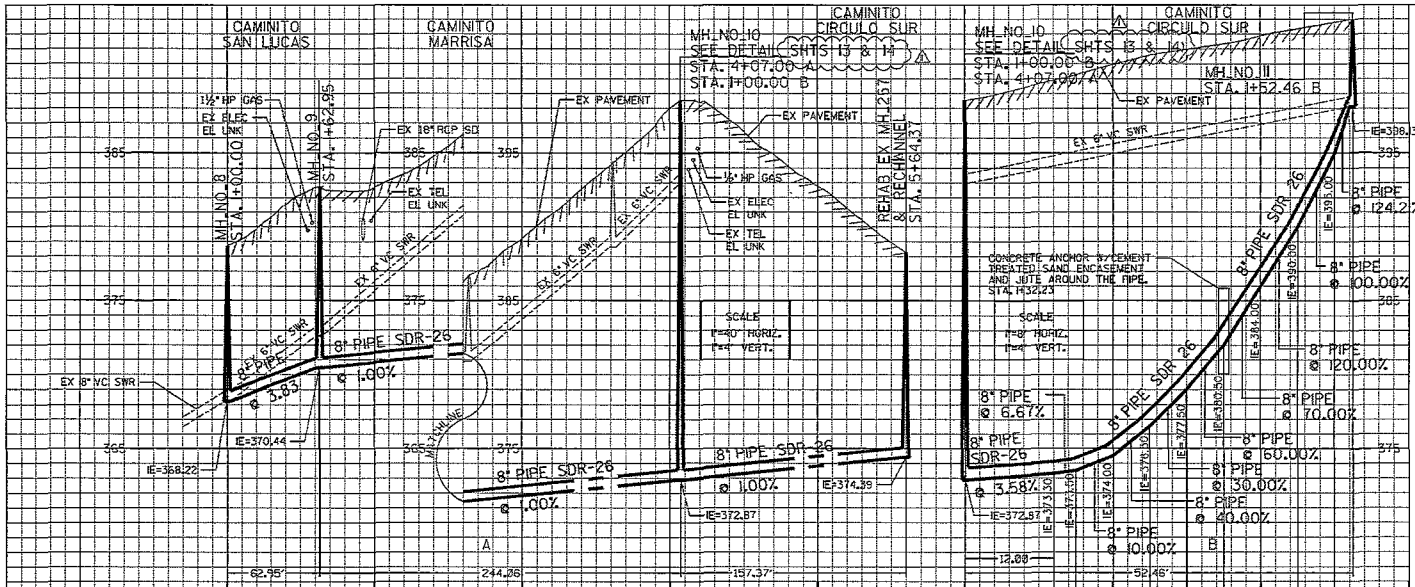 CAMINITO
SAN LUCAS
CAMINITO
MARRISA
CAMINITO
CIRCULO SUR
CAMINITO
CIRCULO SUR
MH NO 10
SEE DETAIL SHTS 13 & 14
STA. 4+07.00 A
STA. 1+00.00 B
MH NO 10
SEE DETAIL SHTS 13 & 14
STA. 1+00.00 B
STA. 4+07.00 A
MH NO 11
STA. 1+52.46 B
1½" HP GAS
EX ELEC
EL UNK
MH NO 8
STA. 1+00.00
MH NO 9
STA. 1+62.95
EX 18" RCP SD
EX TEL
EL UNK
EX PAVEMENT
EX PAVEMENT
EX PAVEMENT
½" HP GAS
EX ELEC
EL UNK
EX TEL
EL UNK
REHAB EX MH 267
& RECHANNEL
STA. 5+64.37
385
395
395
375
385
385
365
375
375
EX 6" VC SWR
EX 6" VC SWR
EX 6" VC SWR
EX 6" VC SWR
EX 8" VC SWR
8" PIPE
@ 3.83
8" PIPE SDR-26
@ 1.00%
IE=370.44
IE=368.22
MATCHLINE
8" PIPE SDR-26
@ 1.00%
8" PIPE SDR-26
@ 1.00%
IE=372.87
IE=374.39
SCALE
1"=40' HORIZ.
1"=4' VERT.
SCALE
1"=8' HORIZ.
1"=4' VERT.
CONCRETE ANCHOR W/CEMENT
TREATED SAND ENCASEMENT
AND JUTE AROUND THE PIPE.
STA. 1+32.23
8" PIPE
@ 6.67%
8" PIPE
SDR-26
@ 3.58%
IE=372.87
IE=373.30
IE=373.50
IE=374.00
IE=376.30
IE=377.50
IE=380.50
IE=384.00
IE=390.00
IE=395.00
8" PIPE SDR 26
8" PIPE SDR 26
8" PIPE
@ 124.2
8" PIPE
@ 100.00%
8" PIPE
@ 120.00%
8" PIPE
@ 70.00%
8" PIPE
@ 60.00%
8" PIPE
@ 30.00%
8" PIPE
@ 40.00%
8" PIPE
@ 10.00%
A
B
62.95'
244.06
157.37'
12.00
52.46'